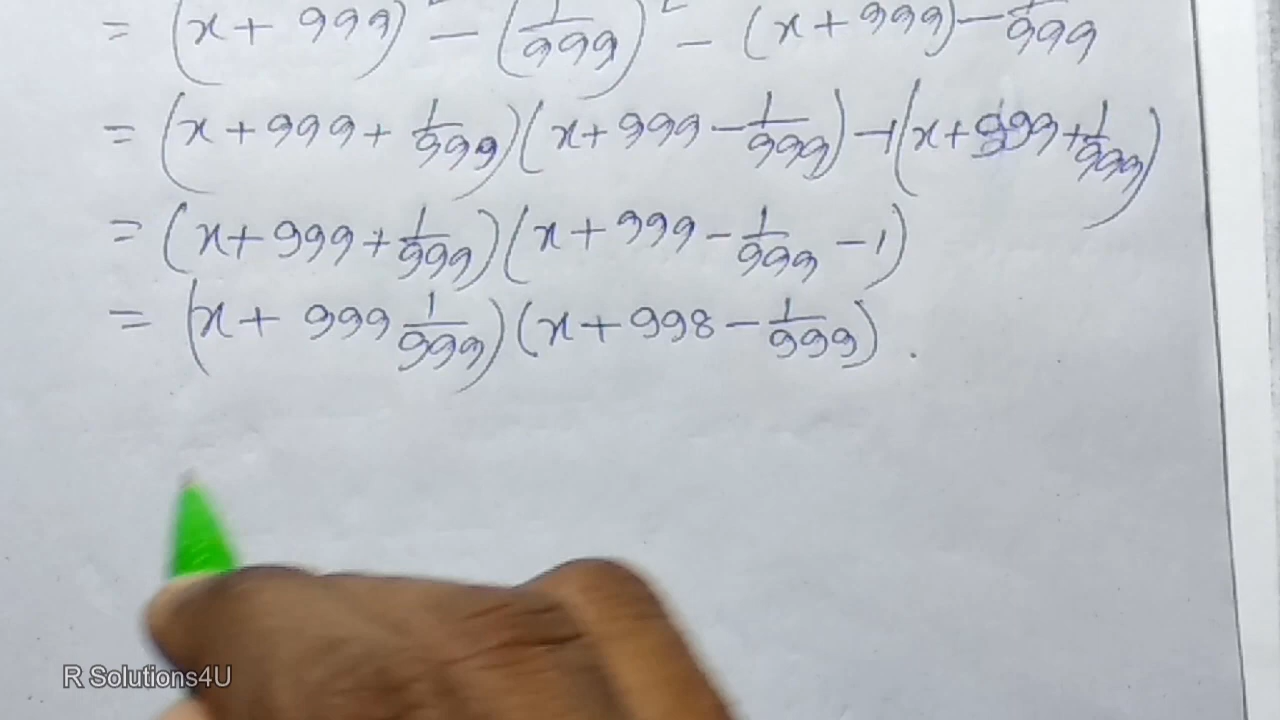 = (x + 999)² - (1/999)² - (x + 999) - 1/999
= (x + 999 + 1/999)(x + 999 - 1/999) - 1(x + 999 + 1/999)
= (x + 999 + 1/999)(x + 999 - 1/999 - 1)
= (x + 999 1/999)(x + 998 - 1/999).
R Solutions4U